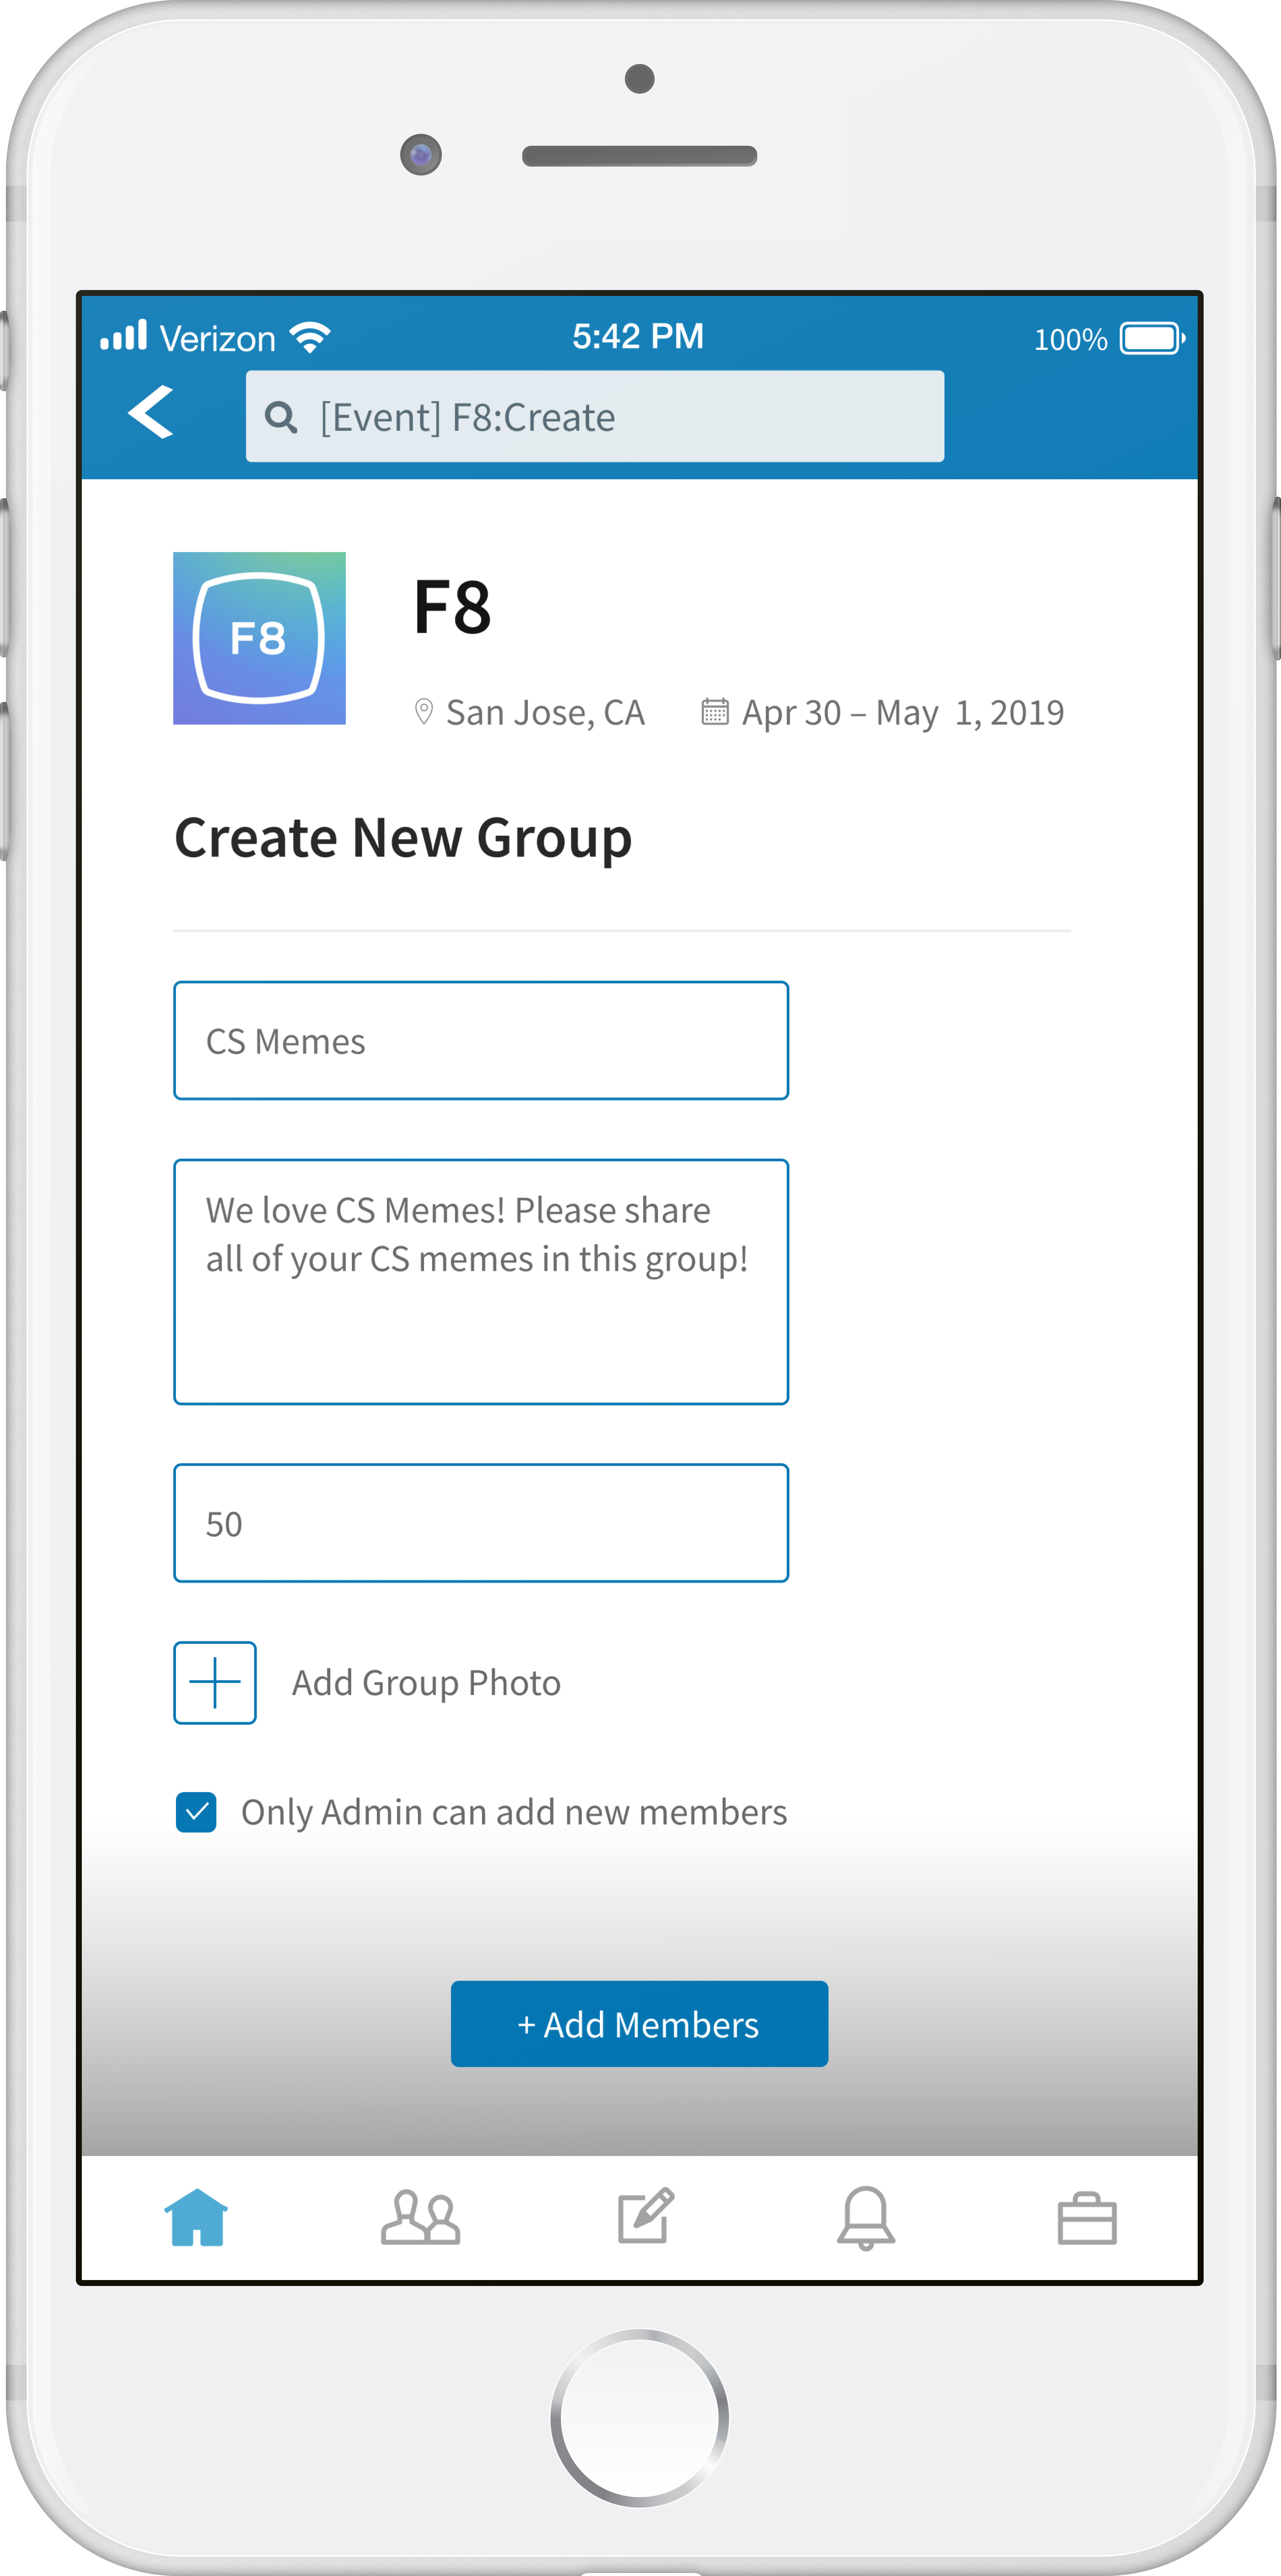 Verizon
5:42 PM
100%
[Event] F8:Create
F8
F8
San Jose, CA
Apr 30 – May 1, 2019
Create New Group
CS Memes
We love CS Memes! Please share
all of your CS memes in this group!
50
Add Group Photo
Only Admin can add new members
+ Add Members